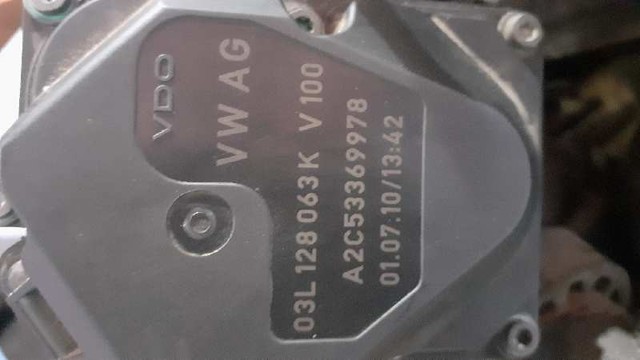 VDO
VW AG
03L 128 063 K V 100
A2C53369978
01.07.10/13:42